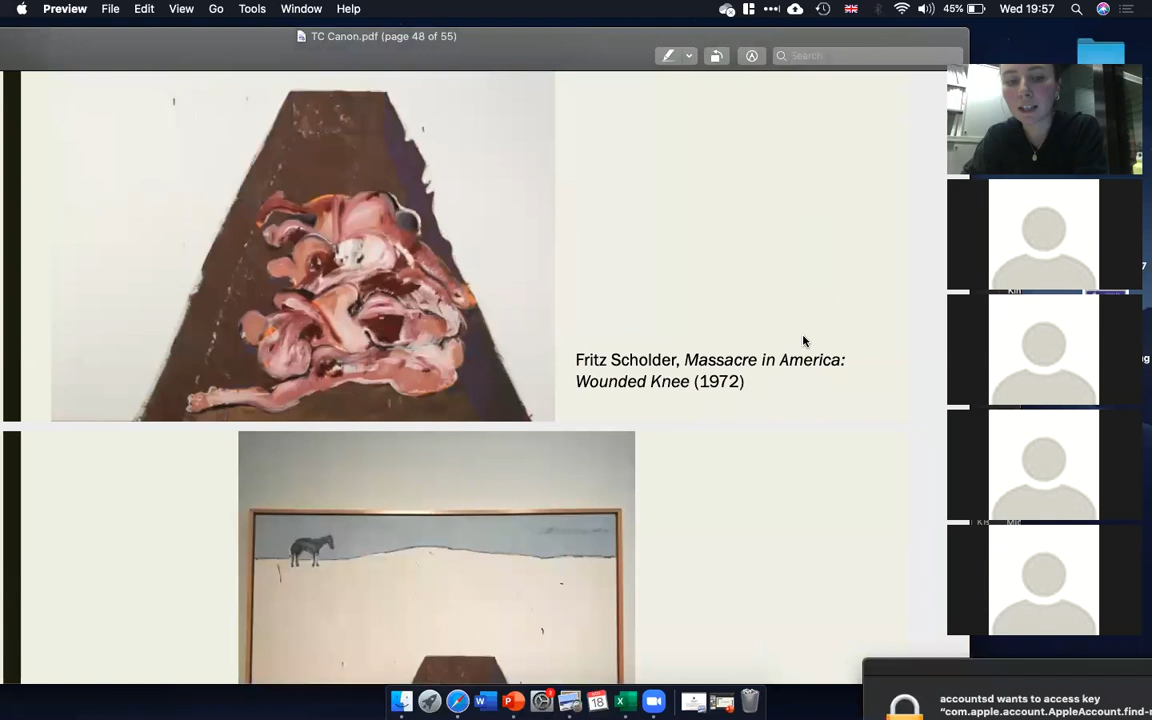 Preview File Edit View Go Tools Window Help
45% Wed 19:57
TC Canon.pdf (page 48 of 55)
Search
Fritz Scholder, Massacre in America:
Wounded Knee (1972)
accountsd wants to access key
"com.apple.account.AppleAccount.find-